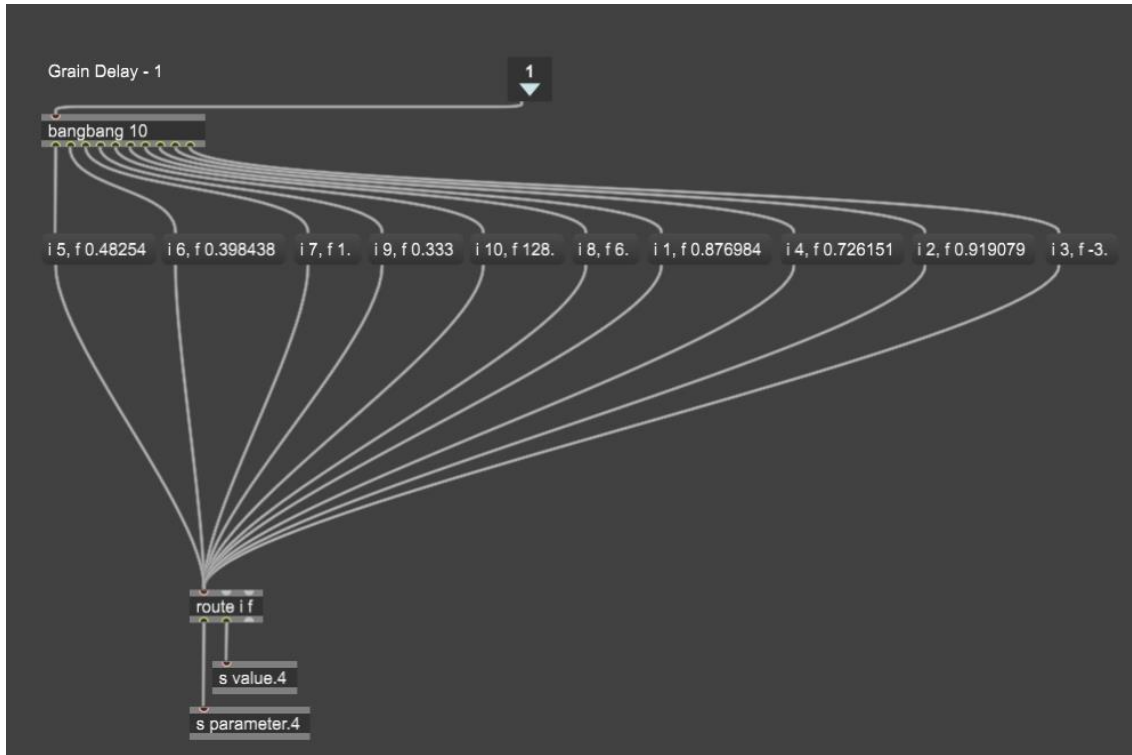 Grain Delay - 1
1
bangbang 10
i 5, f 0.48254
i 6, f 0.398438
i 7, f 1.
i 9, f 0.333
i 10, f 128.
i 8, f 6.
i 1, f 0.876984
i 4, f 0.726151
i 2, f 0.919079
i 3, f -3.
route i f
s value.4
s parameter.4